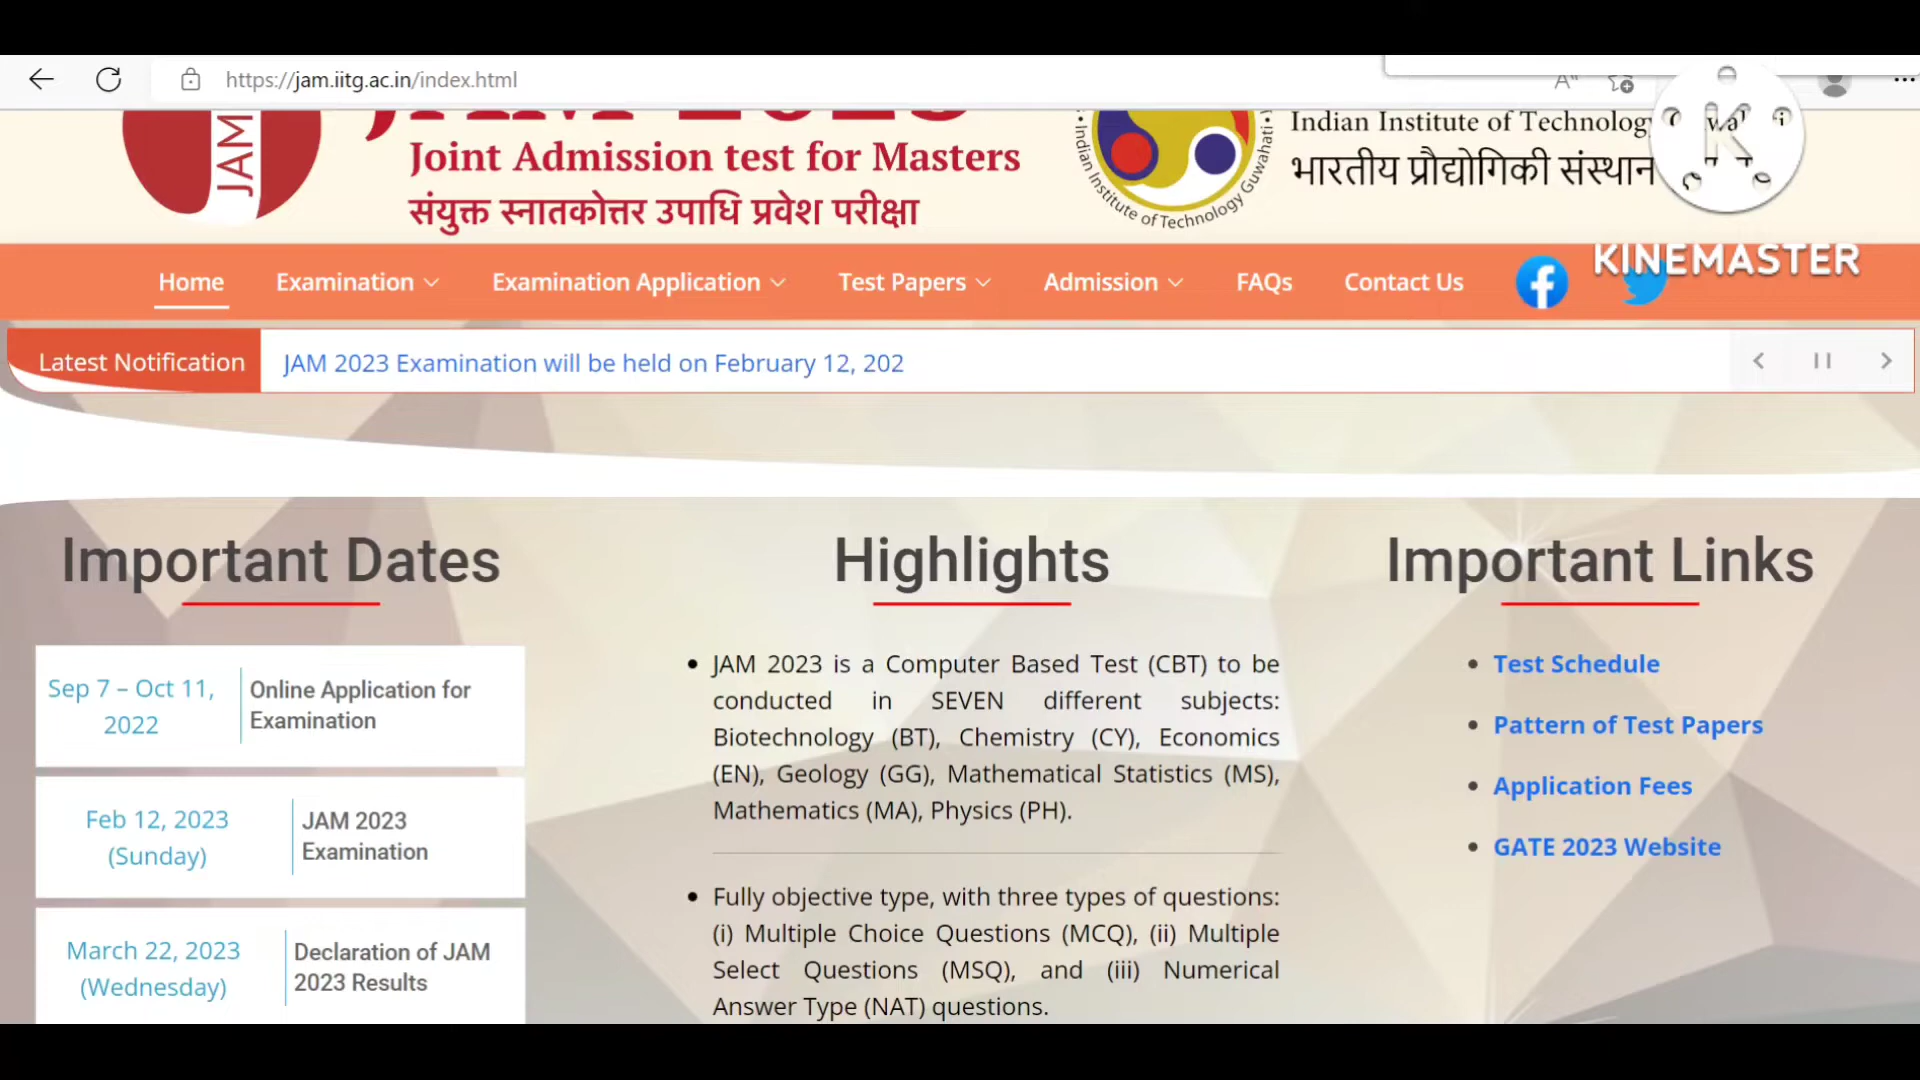 https://jam.iitg.ac.in/index.html
JAM
Joint Admission test for Masters
संयुक्त स्नातकोत्तर उपाधि प्रवेश परीक्षा
Indian Institute of Technology Guwahati
Indian Institute of Technology
भारतीय प्रौद्योगिकी संस्थान
KINEMASTER
Home Examination Examination Application Test Papers Admission FAQs Contact Us
Latest Notification JAM 2023 Examination will be held on February 12, 202
Important Dates
Sep 7 – Oct 11, 2022
Online Application for
Examination
Feb 12, 2023
(Sunday)
JAM 2023
Examination
March 22, 2023
(Wednesday)
Declaration of JAM
2023 Results
Highlights
JAM 2023 is a Computer Based Test (CBT) to be
conducted in SEVEN different subjects:
Biotechnology (BT), Chemistry (CY), Economics
(EN), Geology (GG), Mathematical Statistics (MS),
Mathematics (MA), Physics (PH).
Fully objective type, with three types of questions:
(i) Multiple Choice Questions (MCQ), (ii) Multiple
Select Questions (MSQ), and (iii) Numerical
Answer Type (NAT) questions.
Important Links
Test Schedule
Pattern of Test Papers
Application Fees
GATE 2023 Website